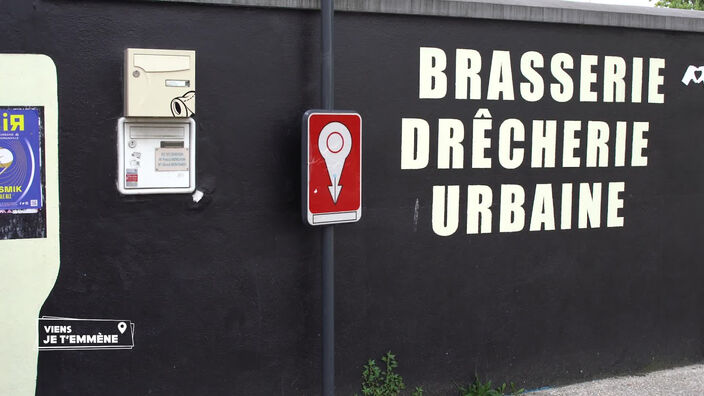 BRASSERIE
DRÊCHERIE
URBAINE
VIENS
JE T'EMMÈNE